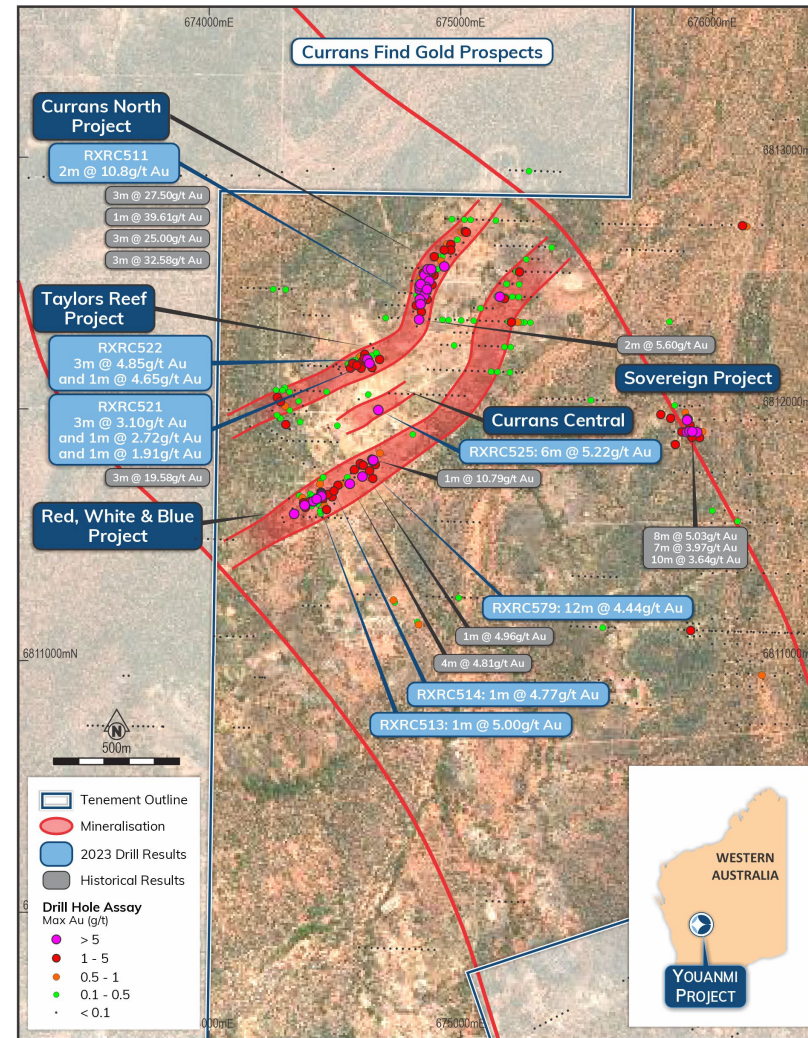 674000mE
675000mE
676000mE
Currans Find Gold Prospects
Currans North
Project
RXRC511
2m @ 10.8g/t Au
3m @ 27.50g/t Au
1m @ 39.61g/t Au
3m @ 25.00g/t Au
3m @ 32.58g/t Au
6813000m
Taylors Reef
Project
RXRC522
3m @ 4.85g/t Au
and 1m @ 4.65g/t Au
RXRC521
3m @ 3.10g/t Au
and 1m @ 2.72g/t Au
and 1m @ 1.91g/t Au
3m @ 19.58g/t Au
2m @ 5.60g/t Au
Sovereign Project
6812000m
Currans Central
RXRC525: 6m @ 5.22g/t Au
1m @ 10.79g/t Au
Red, White & Blue
Project
8m @ 5.03g/t Au
7m @ 3.97g/t Au
10m @ 3.64g/t Au
RXRC579: 12m @ 4.44g/t Au
1m @ 4.96g/t Au
4m @ 4.81g/t Au
6811000mN
6811000m
RXRC514: 1m @ 4.77g/t Au
RXRC513: 1m @ 5.00g/t Au
N
500m
Tenement Outline
Mineralisation
2023 Drill Results
Historical Results
Drill Hole Assay
Max Au (g/t)
> 5
1 - 5
0.5 - 1
0.1 - 0.5
< 0.1
WESTERN
AUSTRALIA
YOUANMI
PROJECT
000mE
675000mE